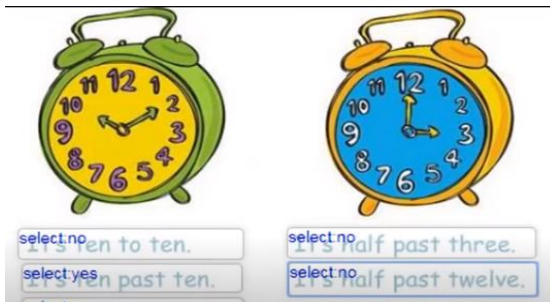 11 12 1
10 2
9 3
8 4
7 6 5
11 12 1
10 2
9 3
8 4
7 6 5
select:no
It's ten to ten.
select:yes
It's ten past ten.
select:no
It's half past three.
select:no
It's half past twelve.